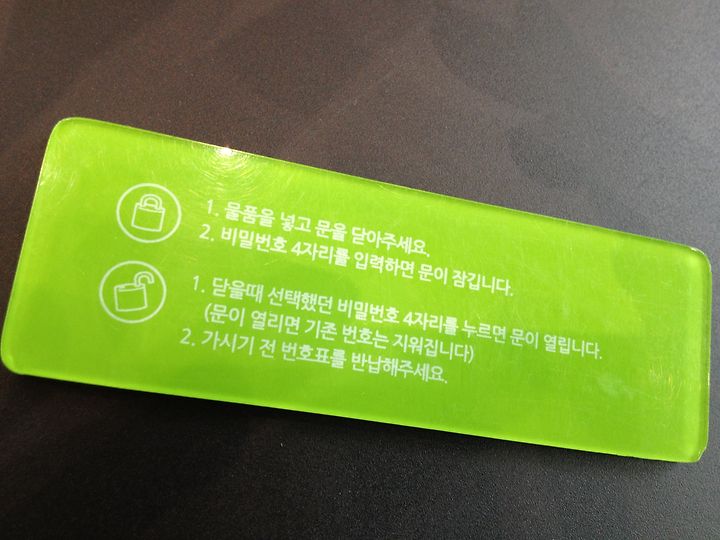 1. 물품을 넣고 문을 닫아주세요.
2. 비밀번호 4자리를 입력하면 문이 잠깁니다.
1. 닫을때 선택했던 비밀번호 4자리를 누르면 문이 열립니다.
(문이 열리면 기존 번호는 지워집니다)
2. 가시기 전 번호표를 반납해주세요.